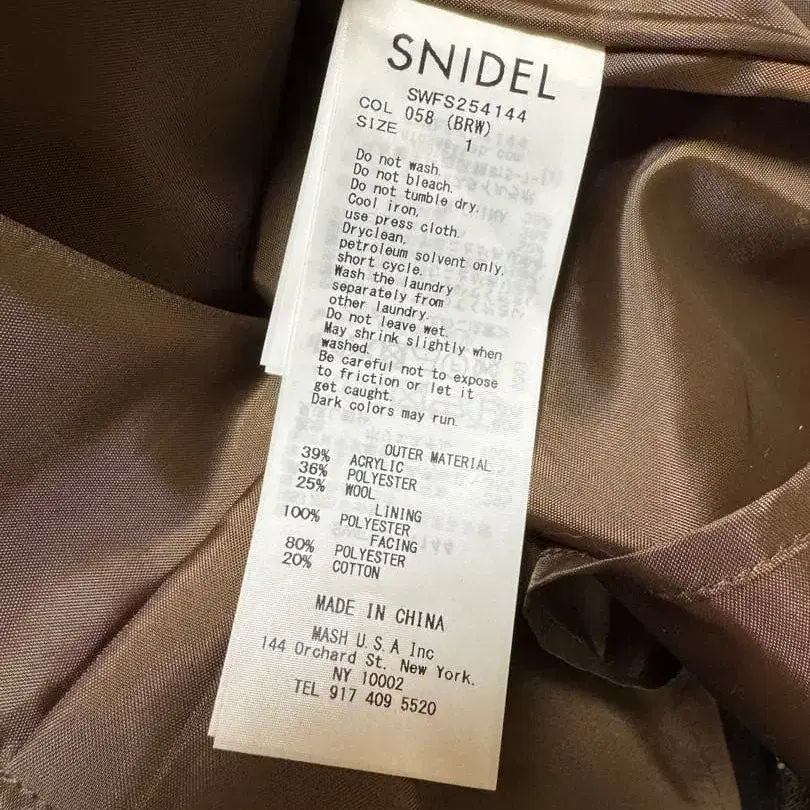 SNIDEL
SWFS254144
COL 058 (BRW)
SIZE 1
Do not wash.
Do not bleach.
Do not tumble dry.
Cool iron,
use press cloth.
Dryclean,
petroleum solvent only,
short cycle.
Wash the laundry
separately from
other laundry.
Do not leave wet.
May shrink slightly when
washed.
Be careful not to expose
to friction or let it
get caught.
Dark colors may run.
OUTER MATERIAL
39% ACRYLIC
36% POLYESTER
25% WOOL
LINING
100% POLYESTER
FACING
80% POLYESTER
20% COTTON
MADE IN CHINA
MASH U.S.A Inc
144 Orchard St. New York.
NY 10002
TEL 917 409 5520